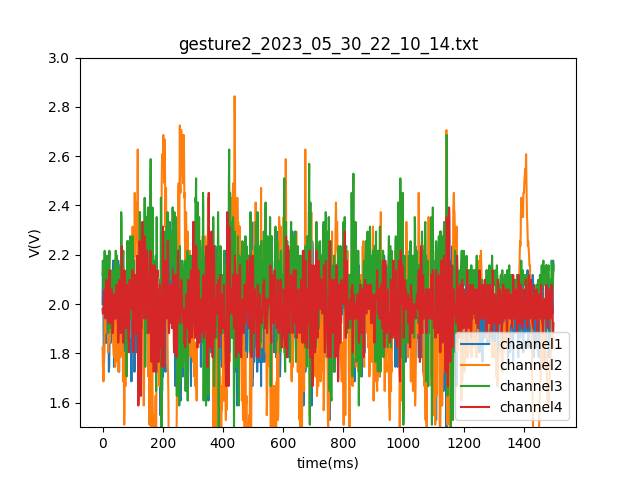 gesture2_2023_05_30_22_10_14.txt
3.0
2.8
2.6
2.4
2.2
2.0
1.8
1.6
V(V)
channel1
channel2
channel3
channel4
0 200 400 600 800 1000 1200 1400
time(ms)